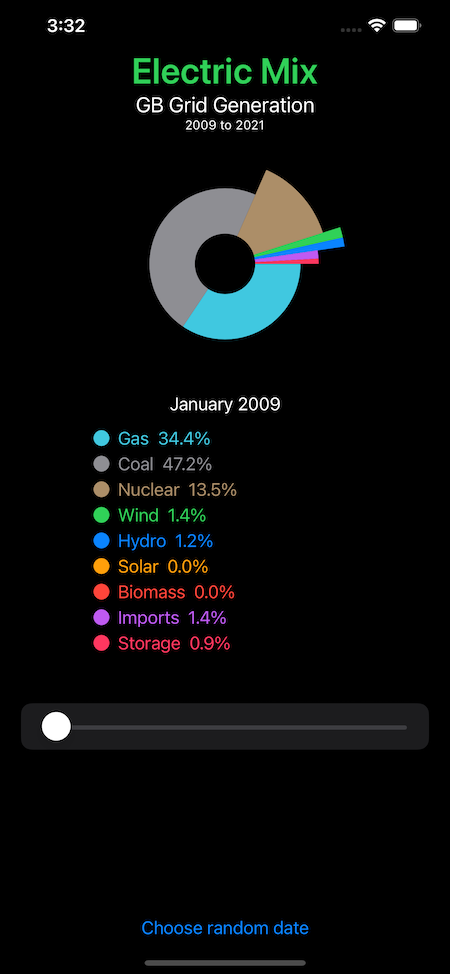 3:32
Electric Mix
GB Grid Generation
2009 to 2021
January 2009
Gas 34.4%
Coal 47.2%
Nuclear 13.5%
Wind 1.4%
Hydro 1.2%
Solar 0.0%
Biomass 0.0%
Imports 1.4%
Storage 0.9%
Choose random date